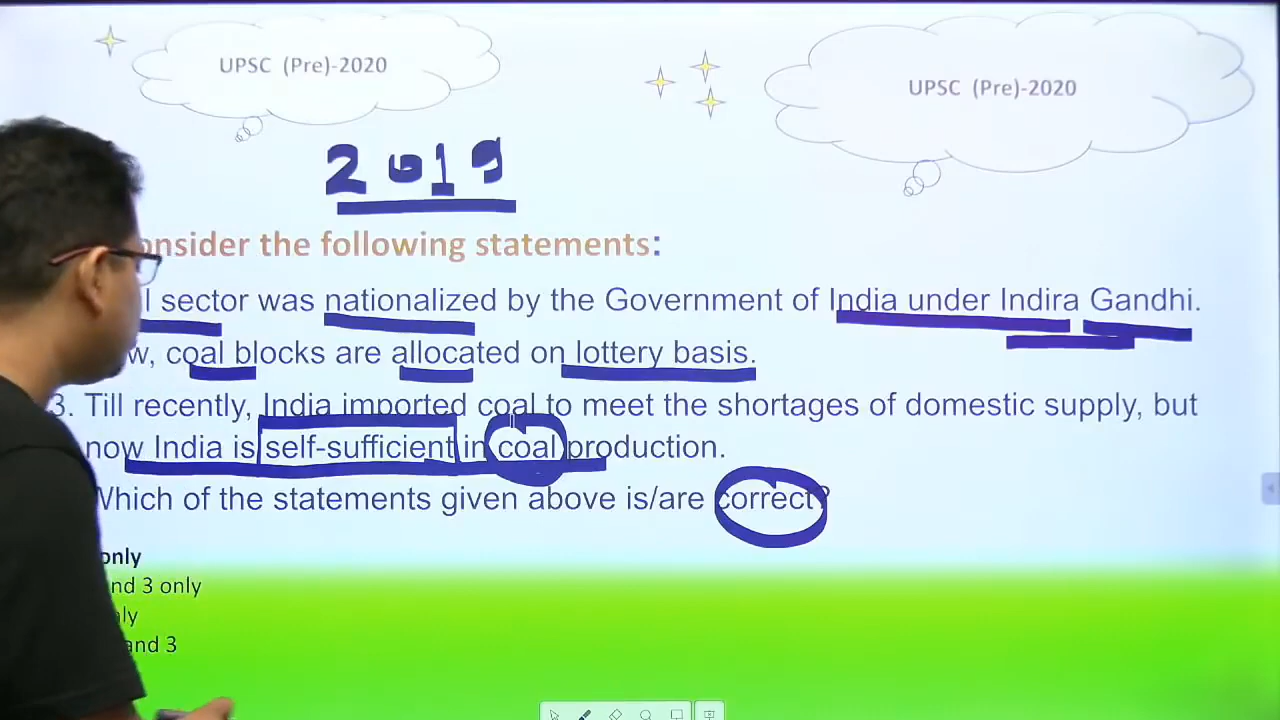 UPSC (Pre)-2020
UPSC (Pre)-2020
2019
onsider the following statements:
l sector was nationalized by the Government of India under Indira Gandhi.
w, coal blocks are allocated on lottery basis.
3. Till recently, India imported coal to meet the shortages of domestic supply, but
now India is self-sufficient in coal production.
Which of the statements given above is/are correct?
only
nd 3 only
ly
and 3